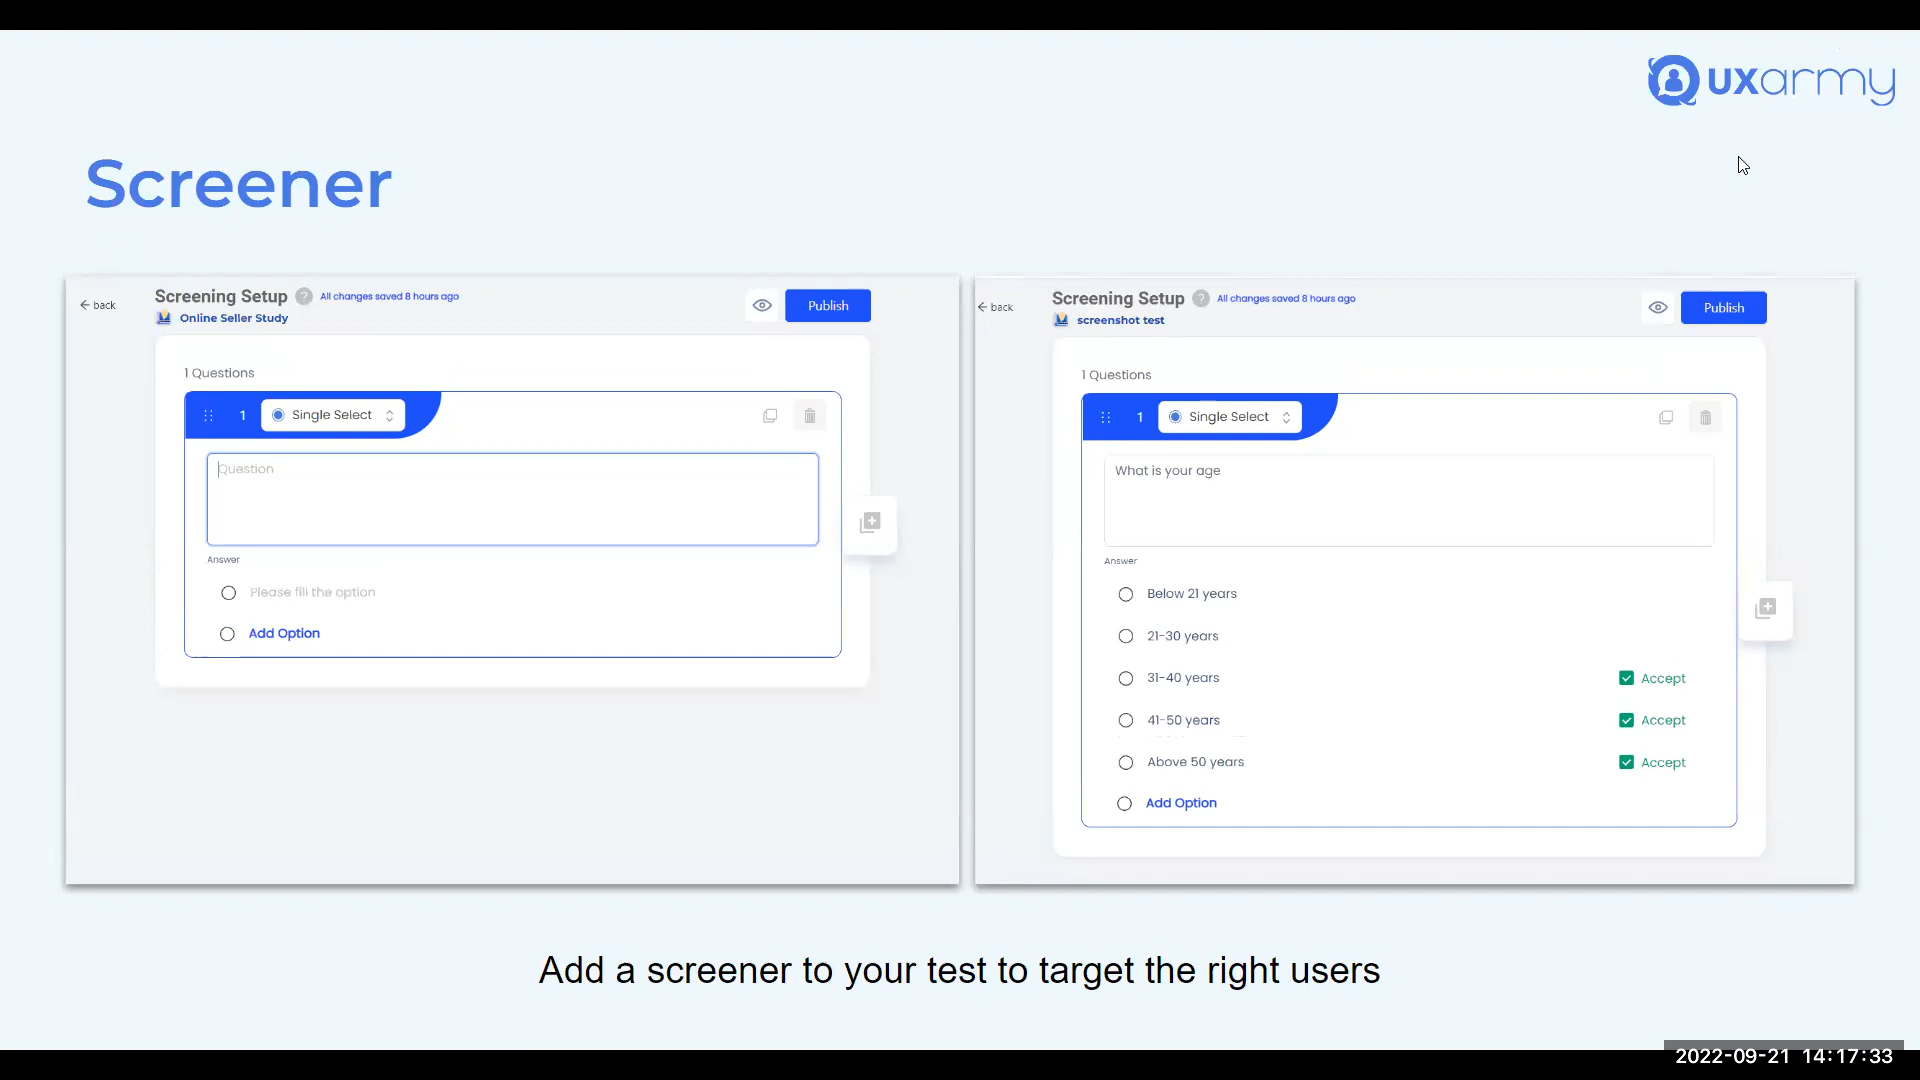 UXarmy
Screener
back
Screening Setup ? All changes saved 8 hours ago
Online Seller Study
Publish
1 Questions
1 Single Select
Question
Answer
Please fill the option
Add Option
back
Screening Setup ? All changes saved 8 hours ago
screenshot test
Publish
1 Questions
1 Single Select
What is your age
Answer
Below 21 years
21-30 years
31-40 years Accept
41-50 years Accept
Above 50 years Accept
Add Option
Add a screener to your test to target the right users
2022-09-21 14:17:33